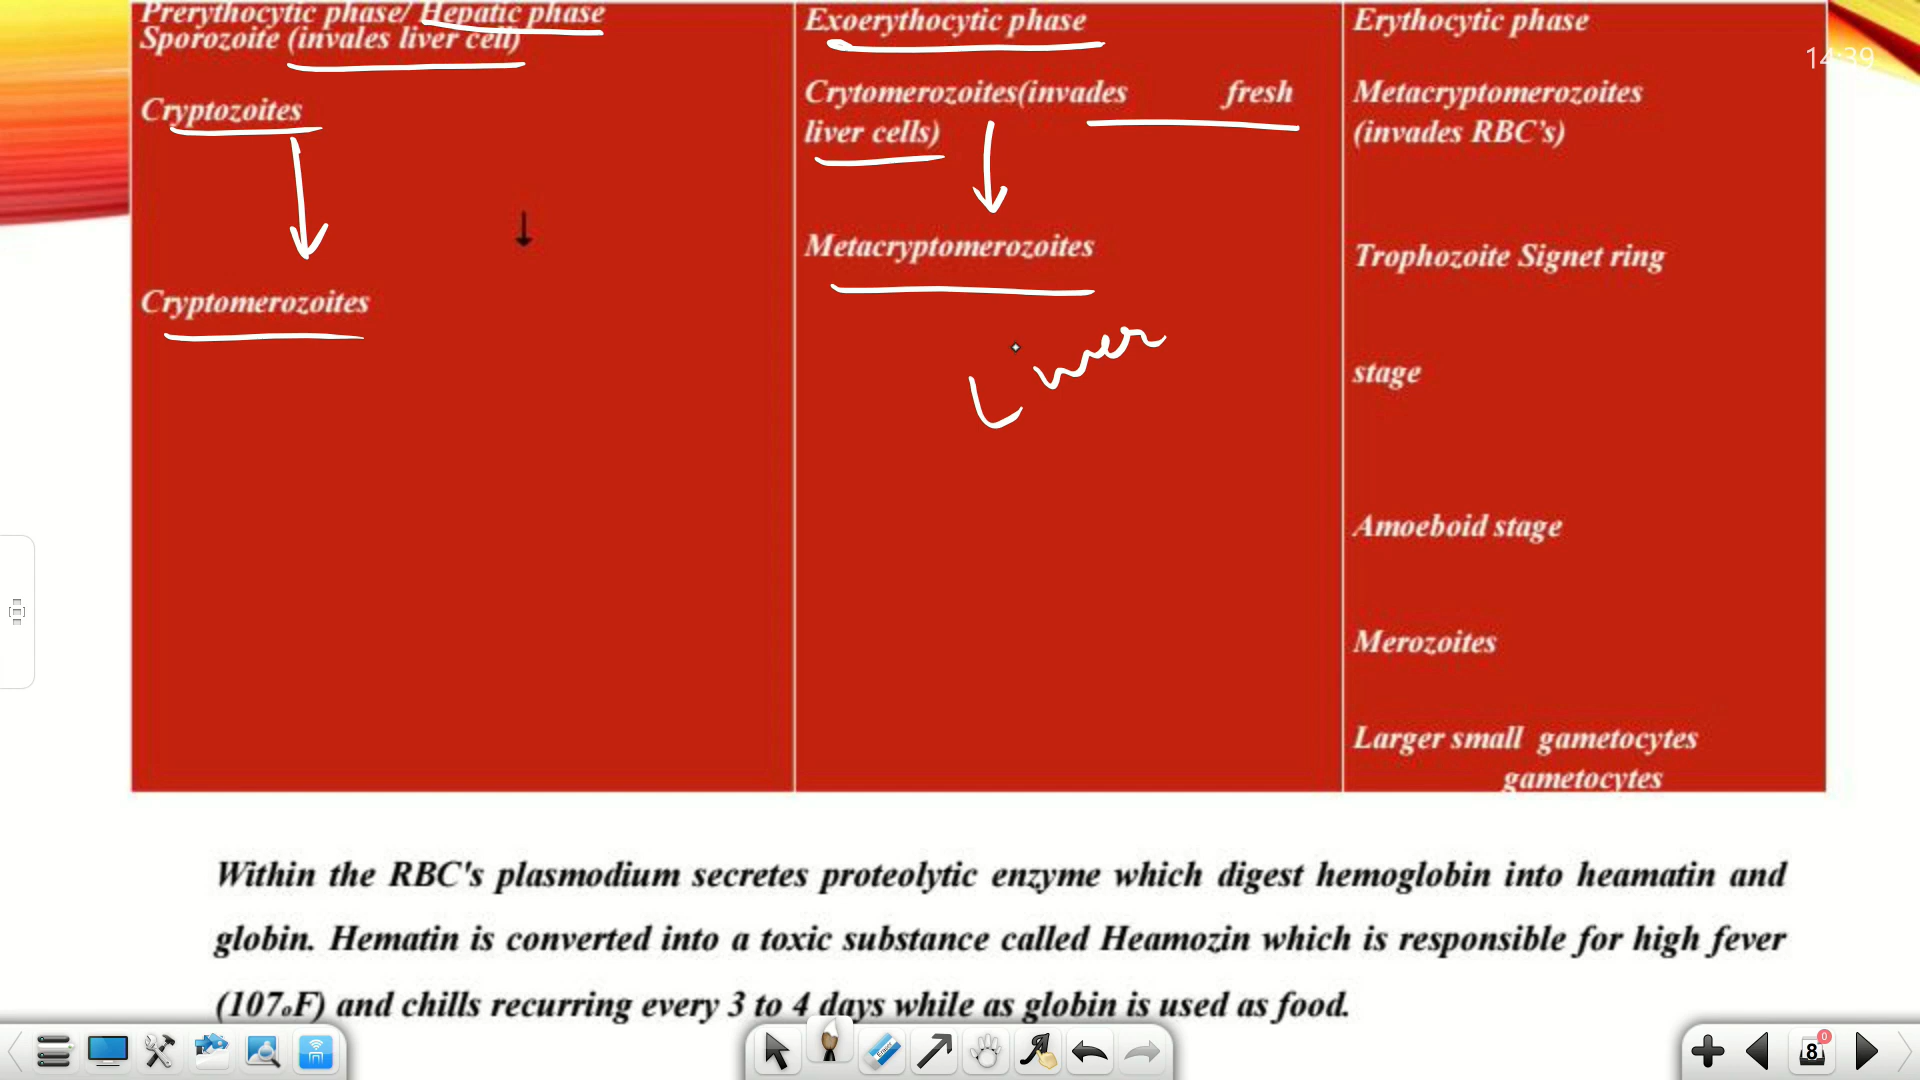 Prerythocytic phase/ Hepatic phase
Sporozoite (invales liver cell)
Cryptozoites
Cryptomerozoites
Exoerythocytic phase
Crytomerozoites(invades fresh
liver cells)
Metacryptomerozoites
Liver
Erythocytic phase
14:39
Metacryptomerozoites
(invades RBC's)
Trophozoite Signet ring
stage
Amoeboid stage
Merozoites
Larger small gametocytes
gametocytes
Within the RBC's plasmodium secretes proteolytic enzyme which digest hemoglobin into heamatin and
globin. Hematin is converted into a toxic substance called Heamozin which is responsible for high fever
(107oF) and chills recurring every 3 to 4 days while as globin is used as food.
8
0